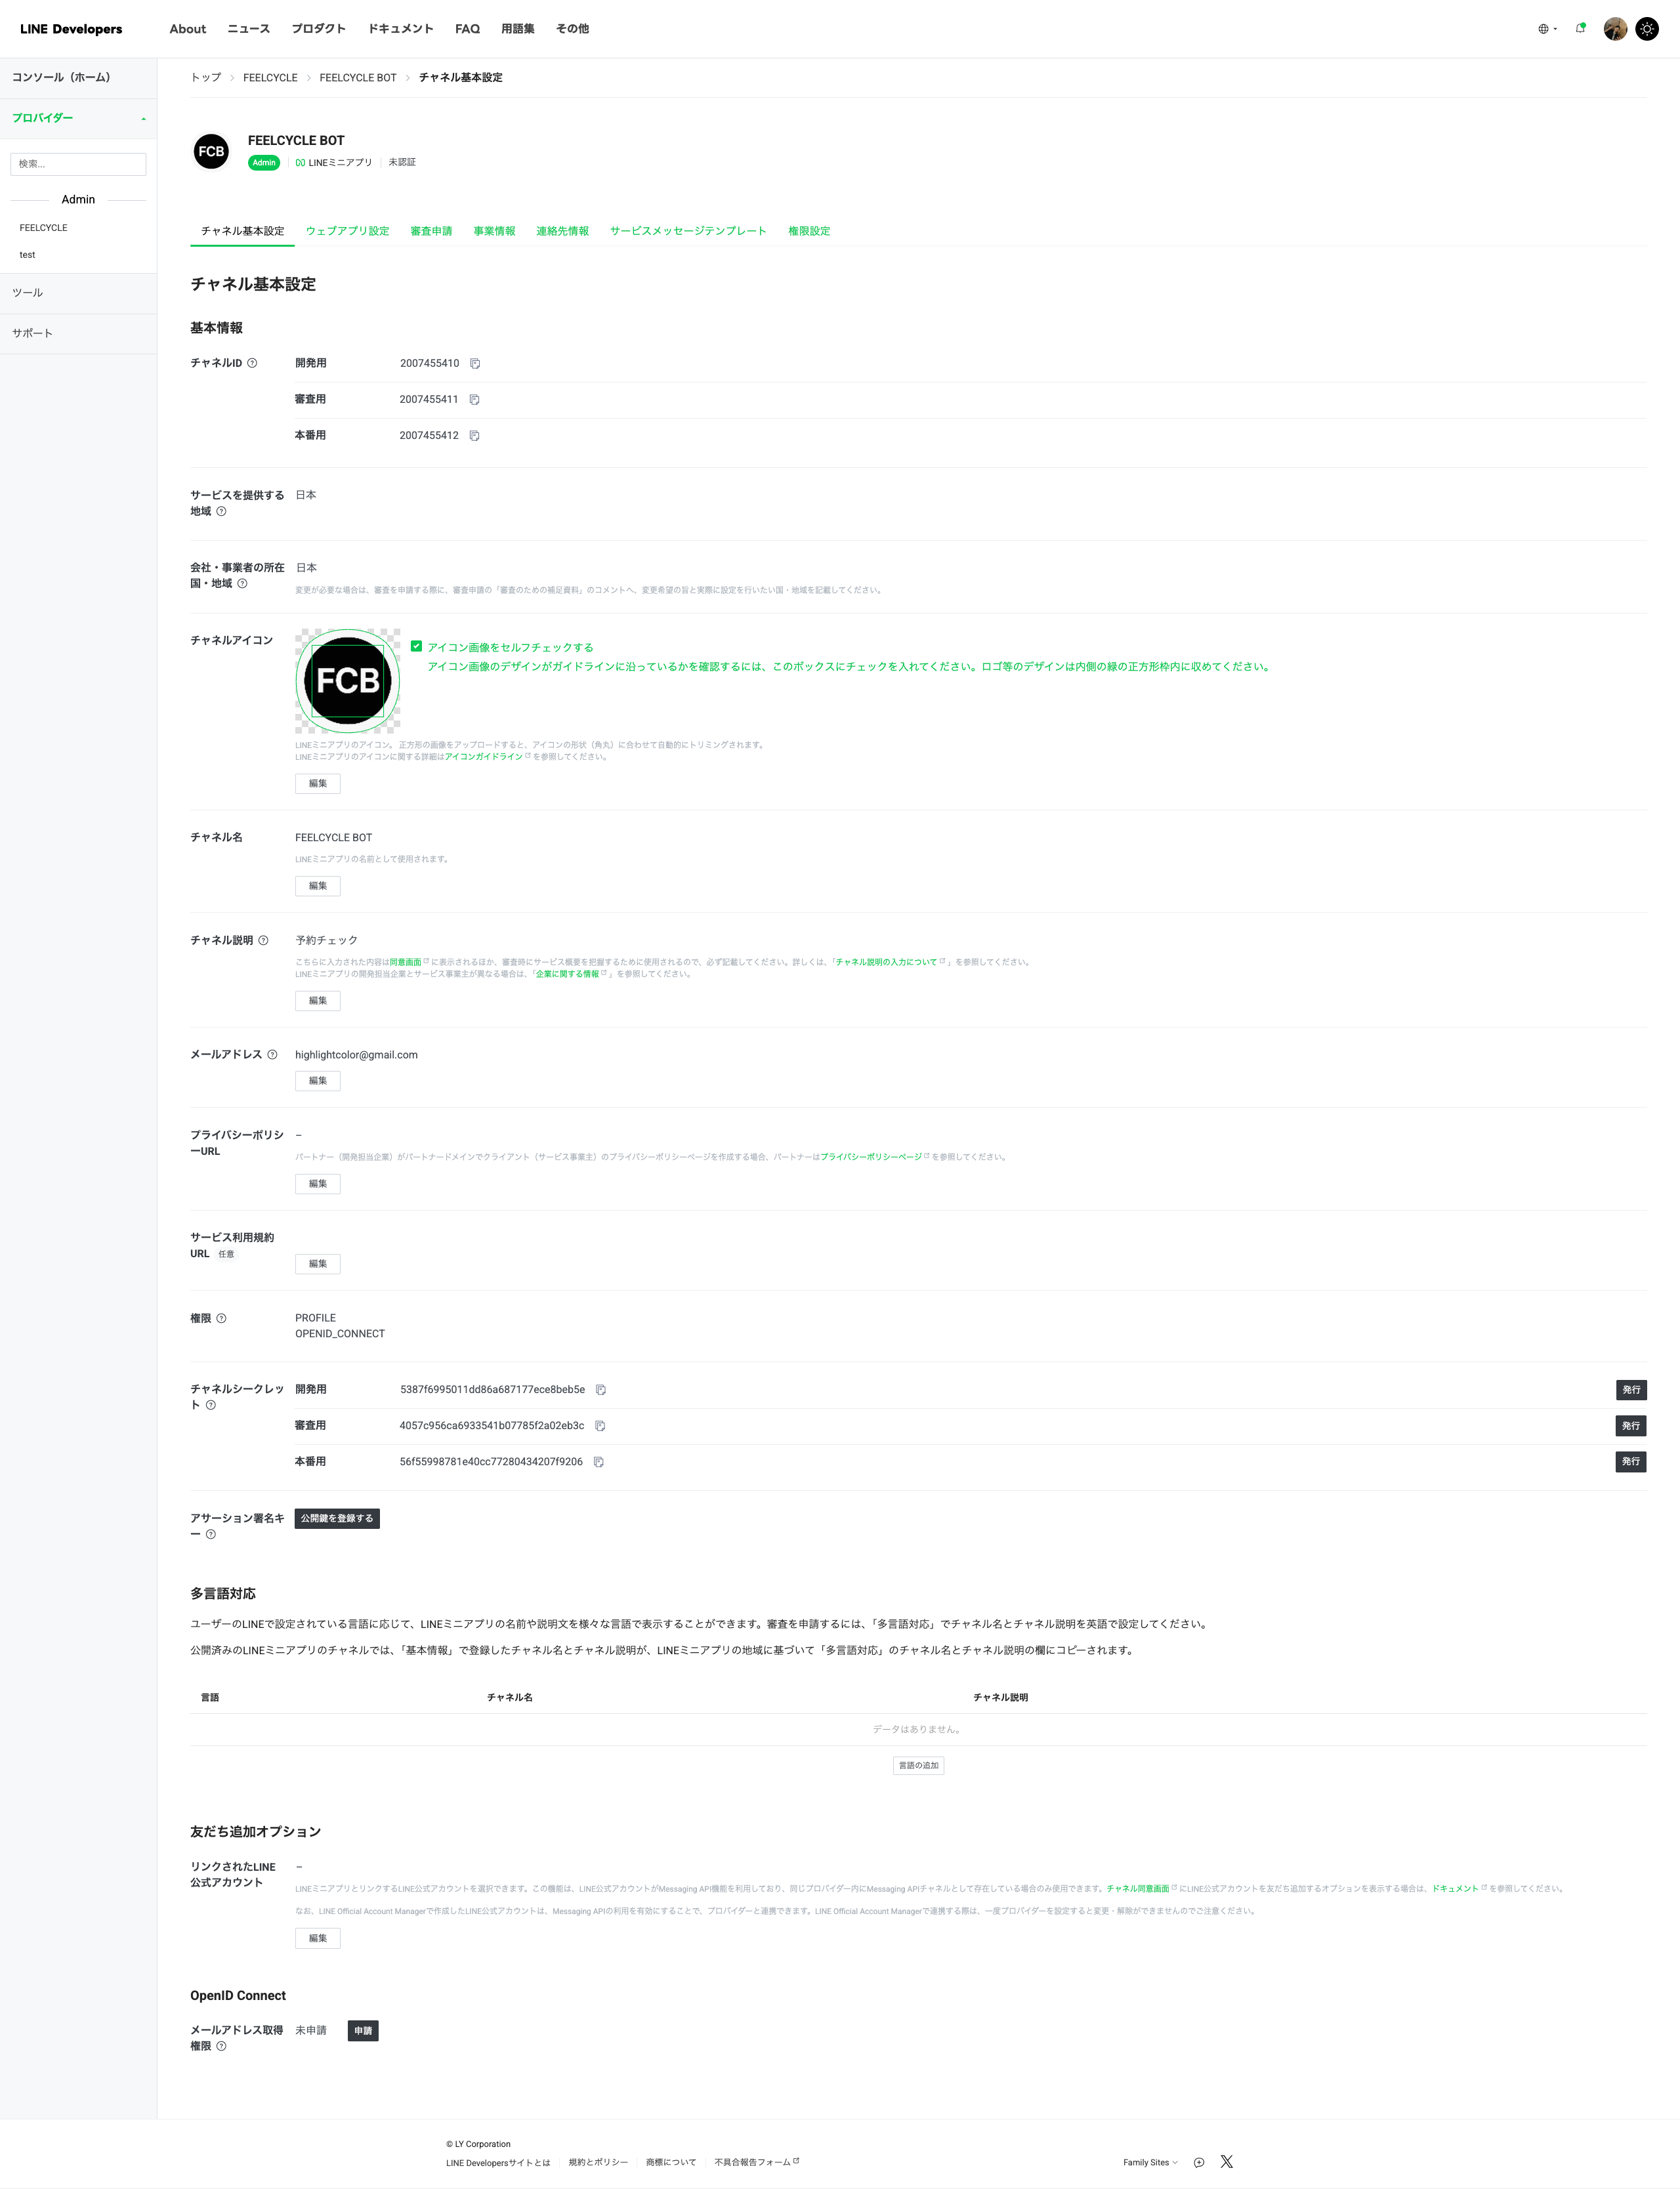 LINE Developers
About ニュース プロダクト ドキュメント FAQ 用語集 その他
コンソール（ホーム）
プロバイダー
検索...
Admin
FEELCYCLE
test
ツール
サポート
トップ FEELCYCLE FEELCYCLE BOT チャネル基本設定
FCB
FEELCYCLE BOT
Admin LINEミニアプリ 未認証
チャネル基本設定 ウェブアプリ設定 審査申請 事業情報 連絡先情報 サービスメッセージテンプレート 権限設定
チャネル基本設定
基本情報
チャネルID 開発用 2007455410
審査用 2007455411
本番用 2007455412
サービスを提供する 日本
地域
会社・事業者の所在 日本
国・地域
変更が必要な場合は、審査を申請する際に、審査申請の「審査のための補足資料」のコメントへ、変更希望の旨と実際に設定を行いたい国・地域を記載してください。
チャネルアイコン
FCB
アイコン画像をセルフチェックする
アイコン画像のデザインがガイドラインに沿っているかを確認するには、このボックスにチェックを入れてください。ロゴ等のデザインは内側の緑の正方形枠内に収めてください。
LINEミニアプリのアイコン。 正方形の画像をアップロードすると、アイコンの形状（角丸）に合わせて自動的にトリミングされます。
LINEミニアプリのアイコンに関する詳細はアイコンガイドラインを参照してください。
編集
チャネル名 FEELCYCLE BOT
LINEミニアプリの名前として使用されます。
編集
チャネル説明 予約チェック
こちらに入力された内容は同意画面に表示されるほか、審査時にサービス概要を把握するために使用されるので、必ず記載してください。詳しくは、「チャネル説明の入力について」を参照してください。
LINEミニアプリの開発担当企業とサービス事業主が異なる場合は、「企業に関する情報」を参照してください。
編集
メールアドレス highlightcolor@gmail.com
編集
プライバシーポリシ –
ーURL
パートナー（開発担当企業）がパートナードメインでクライアント（サービス事業主）のプライバシーポリシーページを作成する場合、パートナーはプライバシーポリシーページを参照してください。
編集
サービス利用規約
URL 任意
編集
権限 PROFILE
OPENID_CONNECT
チャネルシークレッ 開発用 5387f6995011dd86a687177ece8beb5e 発行
ト
審査用 4057c956ca6933541b07785f2a02eb3c 発行
本番用 56f55998781e40cc77280434207f9206 発行
アサーション署名キ 公開鍵を登録する
ー
多言語対応
ユーザーのLINEで設定されている言語に応じて、LINEミニアプリの名前や説明文を様々な言語で表示することができます。審査を申請するには、「多言語対応」でチャネル名とチャネル説明を英語で設定してください。
公開済みのLINEミニアプリのチャネルでは、「基本情報」で登録したチャネル名とチャネル説明が、LINEミニアプリの地域に基づいて「多言語対応」のチャネル名とチャネル説明の欄にコピーされます。
言語 チャネル名 チャネル説明
データはありません。
言語の追加
友だち追加オプション
リンクされたLINE –
公式アカウント
LINEミニアプリとリンクするLINE公式アカウントを選択できます。この機能は、LINE公式アカウントがMessaging API機能を利用しており、同じプロバイダー内にMessaging APIチャネルとして存在している場合のみ使用できます。チャネル同意画面にLINE公式アカウントを友だち追加するオプションを表示する場合は、ドキュメントを参照してください。
なお、LINE Official Account Managerで作成したLINE公式アカウントは、Messaging APIの利用を有効にすることで、プロバイダーと連携できます。LINE Official Account Managerで連携する際は、一度プロバイダーを設定すると変更・解除ができませんのでご注意ください。
編集
OpenID Connect
メールアドレス取得 未申請 申請
権限
© LY Corporation
LINE Developersサイトとは 規約とポリシー 商標について 不具合報告フォーム Family Sites